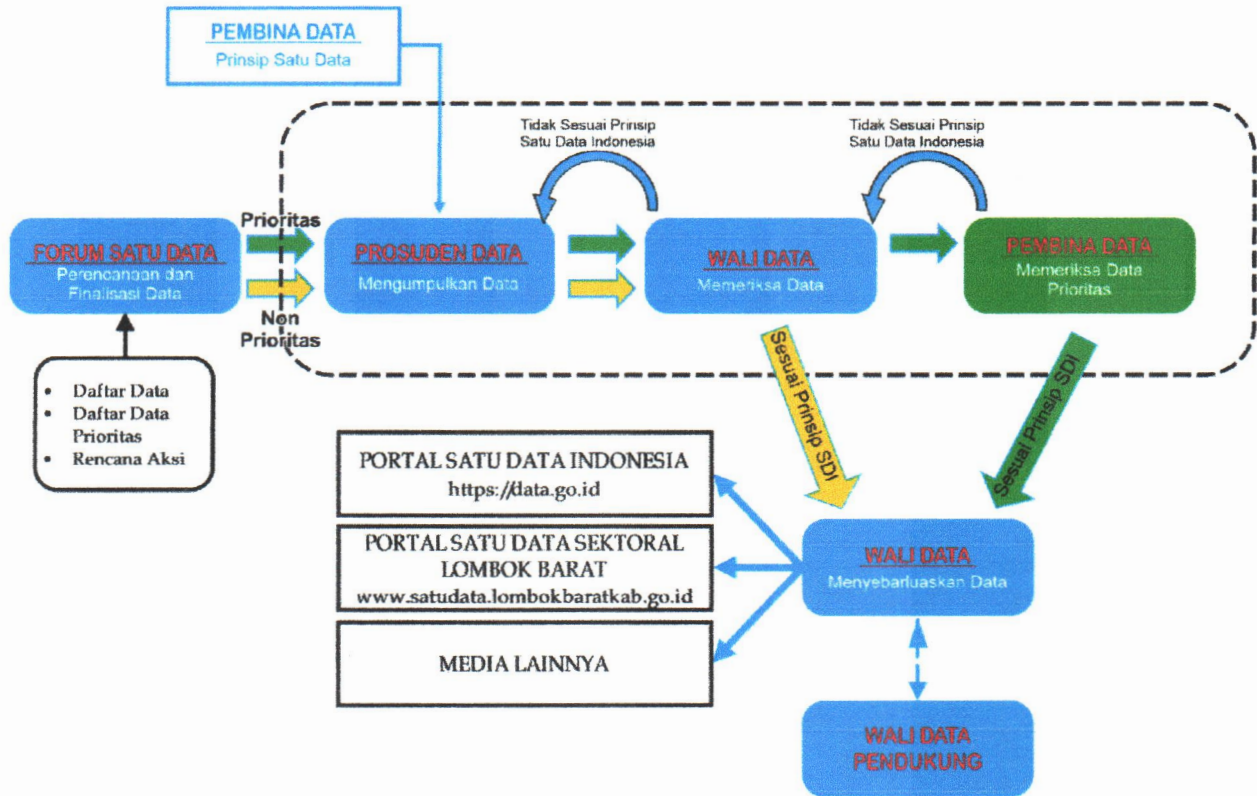 PEMBINA DATA
Prinsip Satu Data
Tidak Sesuai Prinsip
Satu Data Indonesia
Tidak Sesuai Prinsip
Satu Data Indonesia
Prioritas
FORUM SATU DATA
Perencanaan dan
Finalisasi Data
Non
Prioritas
PROSUDEN DATA
Mengumpulkan Data
WALI DATA
Memeriksa Data
PEMBINA DATA
Memeriksa Data
Prioritas
• Daftar Data
• Daftar Data
Prioritas
• Rencana Aksi
Sesuai Prinsip SDI
Sesuai Prinsip SDI
PORTAL SATU DATA INDONESIA
https://data.go.id
PORTAL SATU DATA SEKTORAL
LOMBOK BARAT
www.satudata.lombokbaratkab.go.id
MEDIA LAINNYA
WALI DATA
Menyebarluaskan Data
WALI DATA
PENDUKUNG